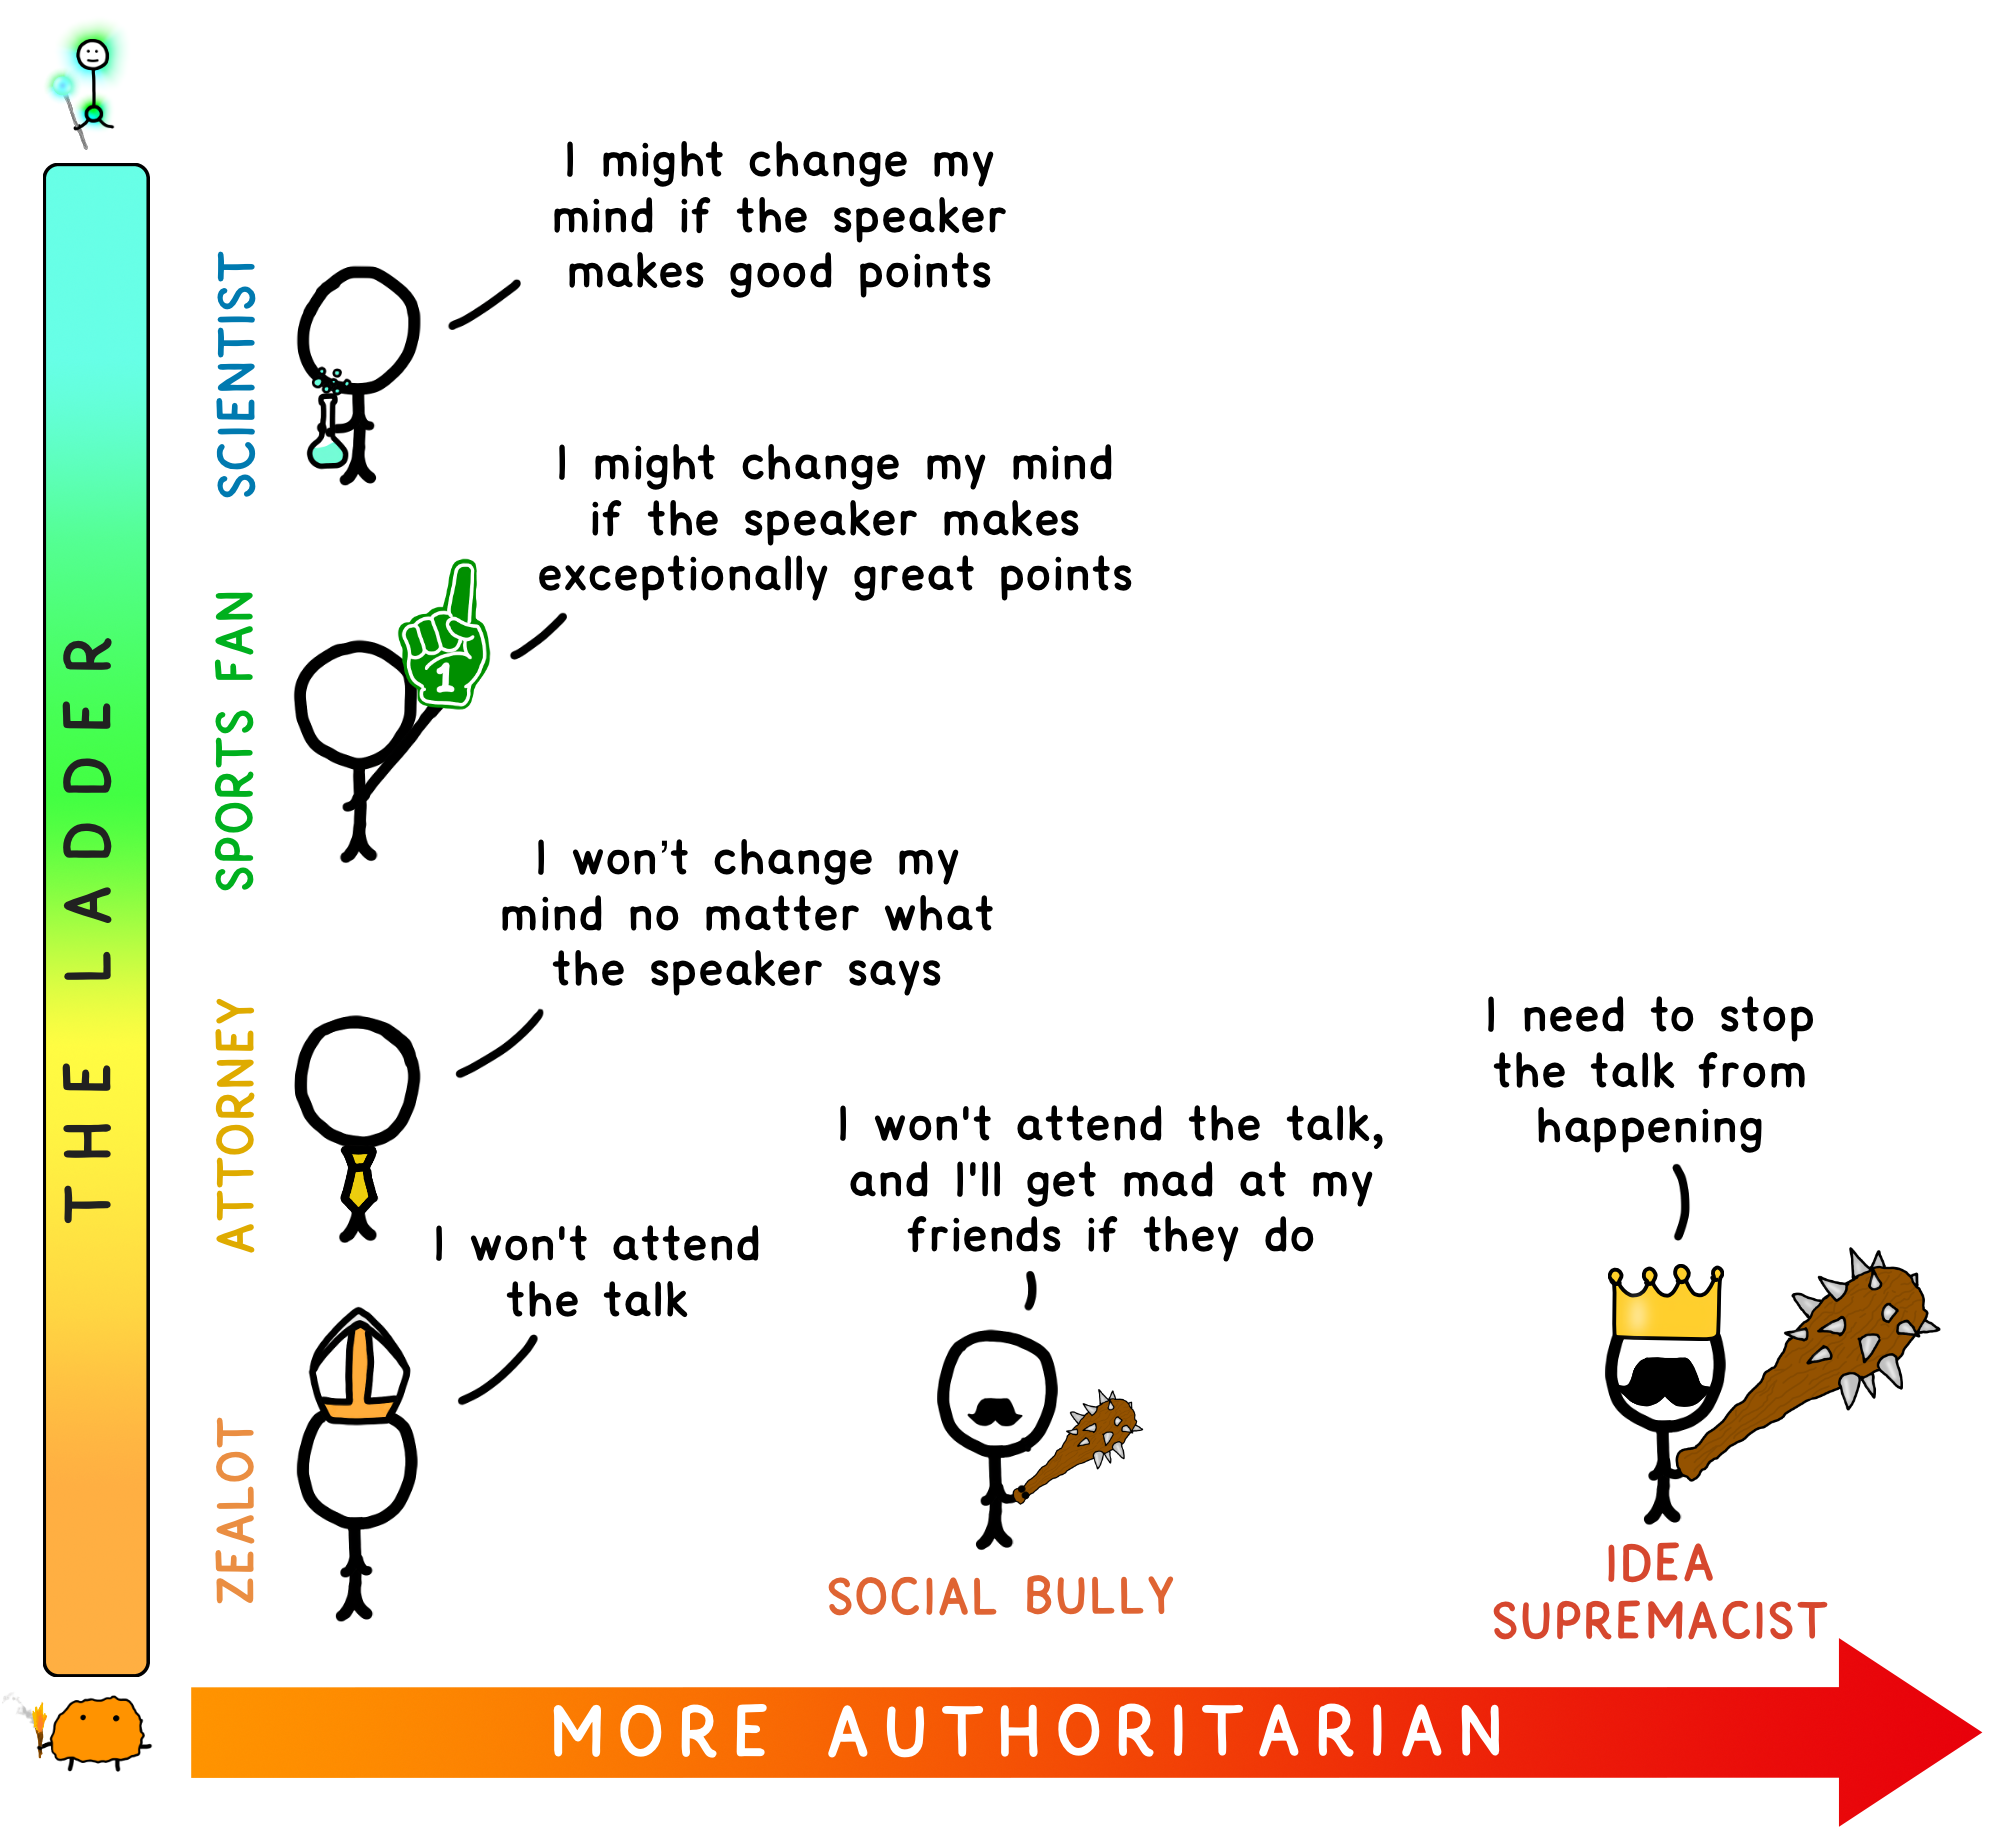 THE LADDER
SCIENTIST
I might change my
mind if the speaker
makes good points
SPORTS FAN
I might change my mind
if the speaker makes
exceptionally great points
1
ATTORNEY
I won't change my
mind no matter what
the speaker says
ZEALOT
I won't attend
the talk
I won't attend the talk,
and I'll get mad at my
friends if they do
SOCIAL BULLY
I need to stop
the talk from
happening
IDEA
SUPREMACIST
MORE AUTHORITARIAN